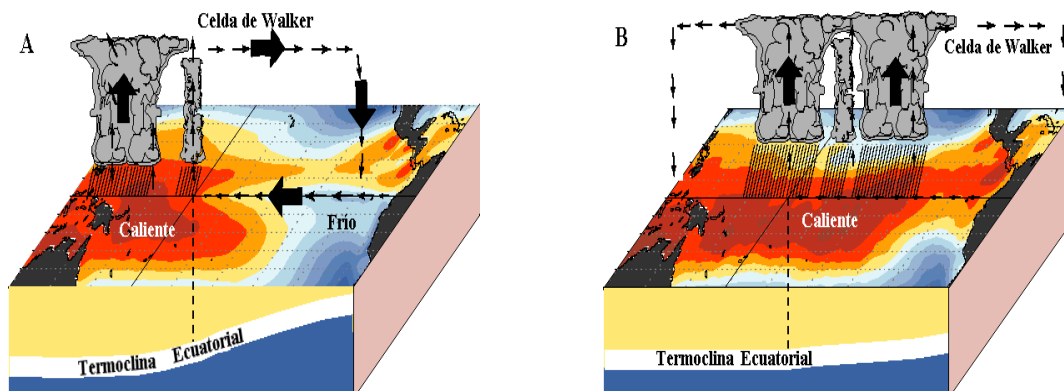 A
Celda de Walker
Caliente
Frío
Termoclina Ecuatorial
B
Celda de Walker
Caliente
Termoclina Ecuatorial